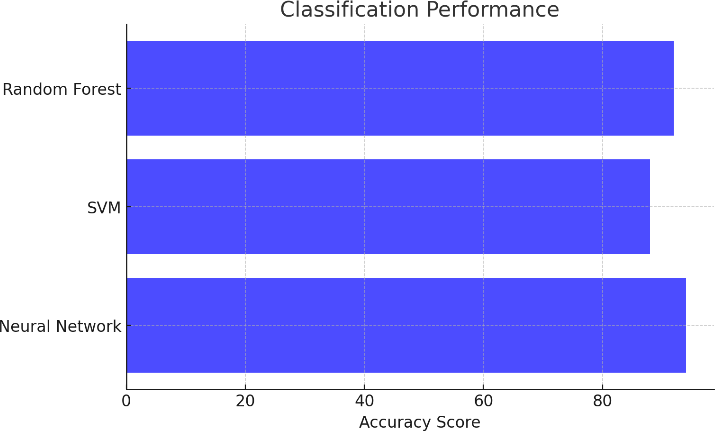 Classification Performance
Random Forest
SVM
Neural Network
0 20 40 60 80
Accuracy Score